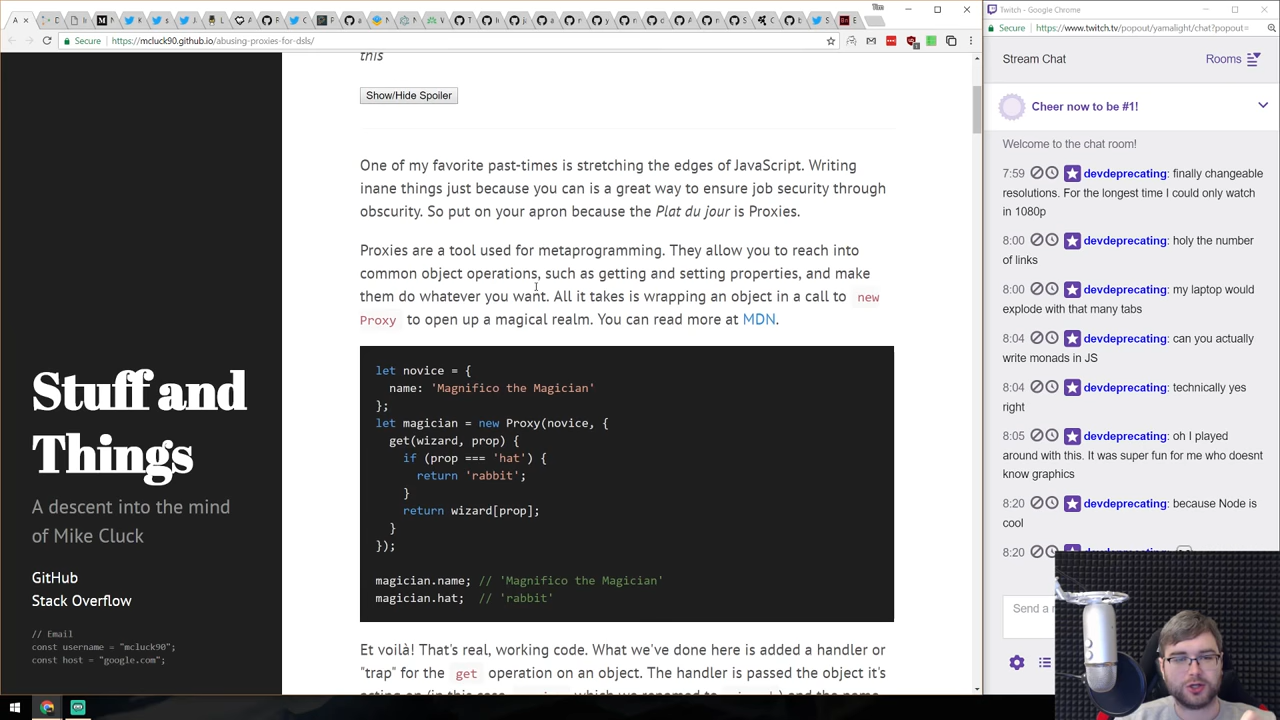 Tim
Secure
https://mcluck90.github.io/abusing-proxies-for-dsls/
this
Show/Hide Spoiler
One of my favorite past-times is stretching the edges of JavaScript. Writing
inane things just because you can is a great way to ensure job security through
obscurity. So put on your apron because the Plat du jour is Proxies.
Proxies are a tool used for metaprogramming. They allow you to reach into
common object operations, such as getting and setting properties, and make
them do whatever you want. All it takes is wrapping an object in a call to new
Proxy to open up a magical realm. You can read more at MDN.
let novice = {
name: 'Magnifico the Magician'
};
let magician = new Proxy(novice, {
get(wizard, prop) {
if (prop === 'hat') {
return 'rabbit';
}
return wizard[prop];
}
});
magician.name; // 'Magnifico the Magician'
magician.hat;  // 'rabbit'
Et voilà! That's real, working code. What we've done here is added a handler or
"trap" for the get operation on an object. The handler is passed the object it's
Stuff and
Things
A descent into the mind
of Mike Cluck
GitHub
Stack Overflow
// Email
const username = "mcluck90";
const host = "google.com";
Twitch - Google Chrome
Secure
https://www.twitch.tv/popout/yamalight/chat?popout=
Stream Chat
Rooms
Cheer now to be #1!
Welcome to the chat room!
7:59 devdeprecating: finally changeable
resolutions. For the longest time I could only watch
in 1080p
8:00 devdeprecating: holy the number
of links
8:00 devdeprecating: my laptop would
explode with that many tabs
8:04 devdeprecating: can you actually
write monads in JS
8:04 devdeprecating: technically yes
right
8:05 devdeprecating: oh I played
around with this. It was super fun for me who doesnt
know graphics
8:20 devdeprecating: because Node is
cool
8:20 devdeprecating:
Send a